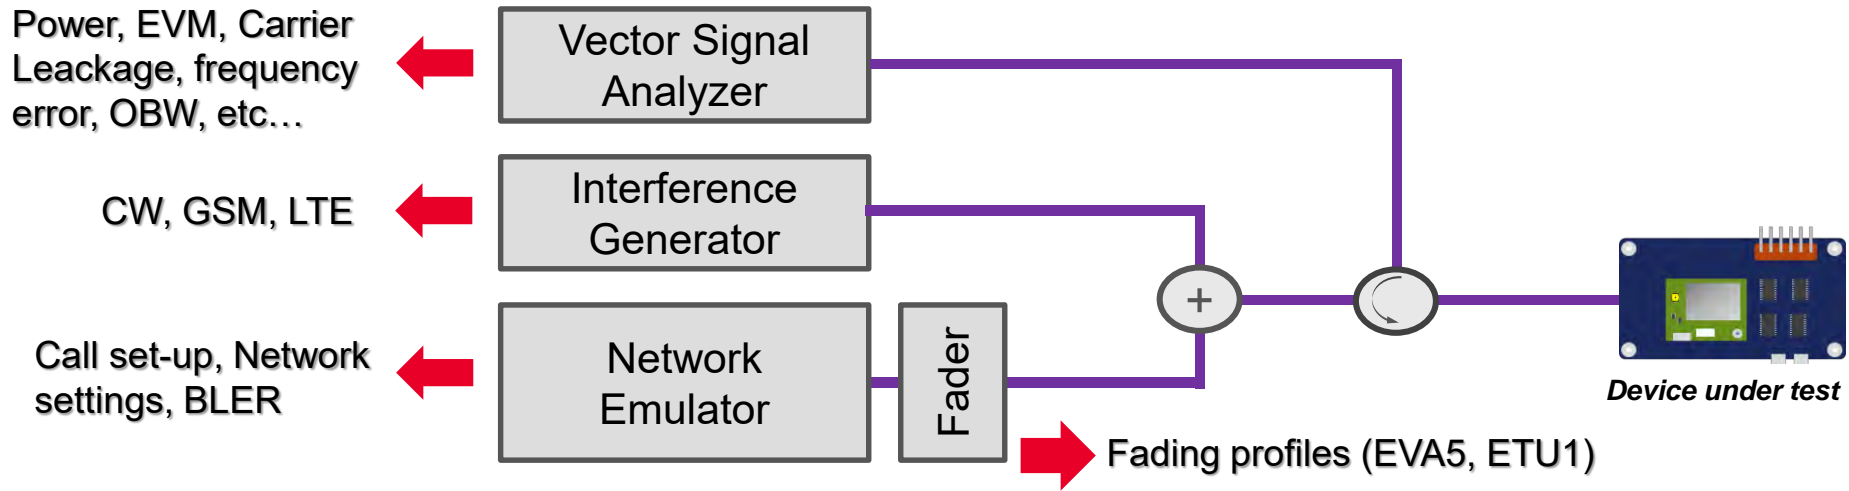 Power, EVM, Carrier
Leackage, frequency
error, OBW, etc…
Vector Signal
Analyzer
CW, GSM, LTE
Interference
Generator
+
Call set-up, Network
settings, BLER
Network
Emulator
Fader
Device under test
Fading profiles (EVA5, ETU1)